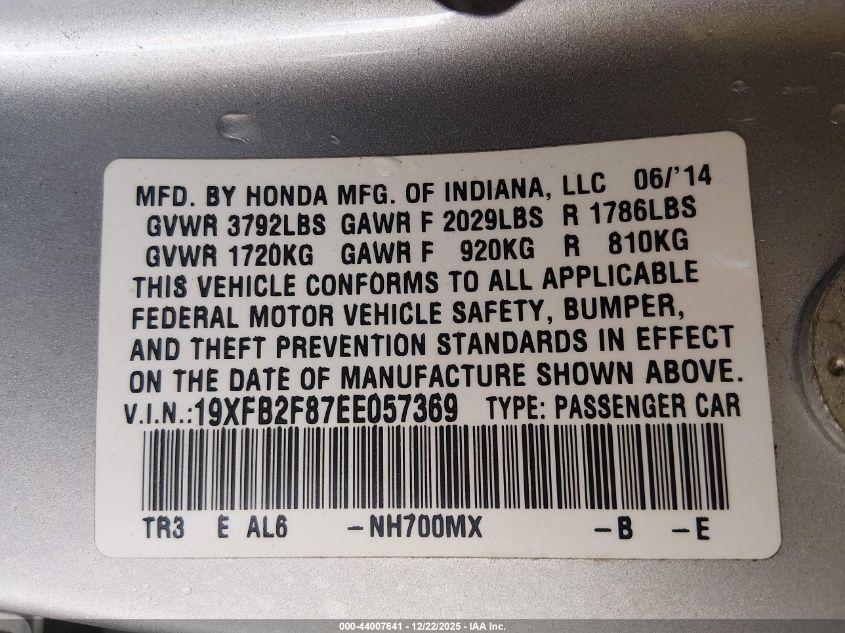 MFD. BY HONDA MFG. OF INDIANA, LLC 06/'14
GVWR 3792LBS GAWR F 2029LBS R 1786LBS
GVWR 1720KG GAWR F 920KG R 810KG
THIS VEHICLE CONFORMS TO ALL APPLICABLE
FEDERAL MOTOR VEHICLE SAFETY, BUMPER,
AND THEFT PREVENTION STANDARDS IN EFFECT
ON THE DATE OF MANUFACTURE SHOWN ABOVE.
V.I.N.:19XFB2F87EE057369 TYPE: PASSENGER CAR
TR3 E AL6 -NH700MX -B -E
000-44007641 - 12/22/2025 - IAA Inc.